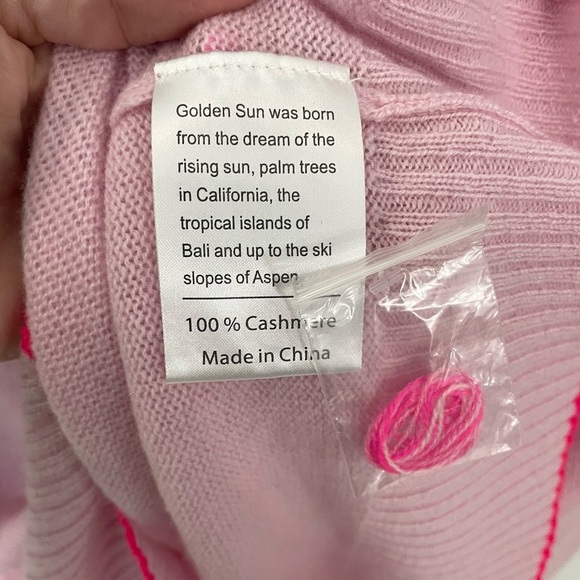 Golden Sun was born
from the dream of the
rising sun, palm trees
in California, the
tropical islands of
Bali and up to the ski
slopes of Aspen
100 % Cashmere
Made in China